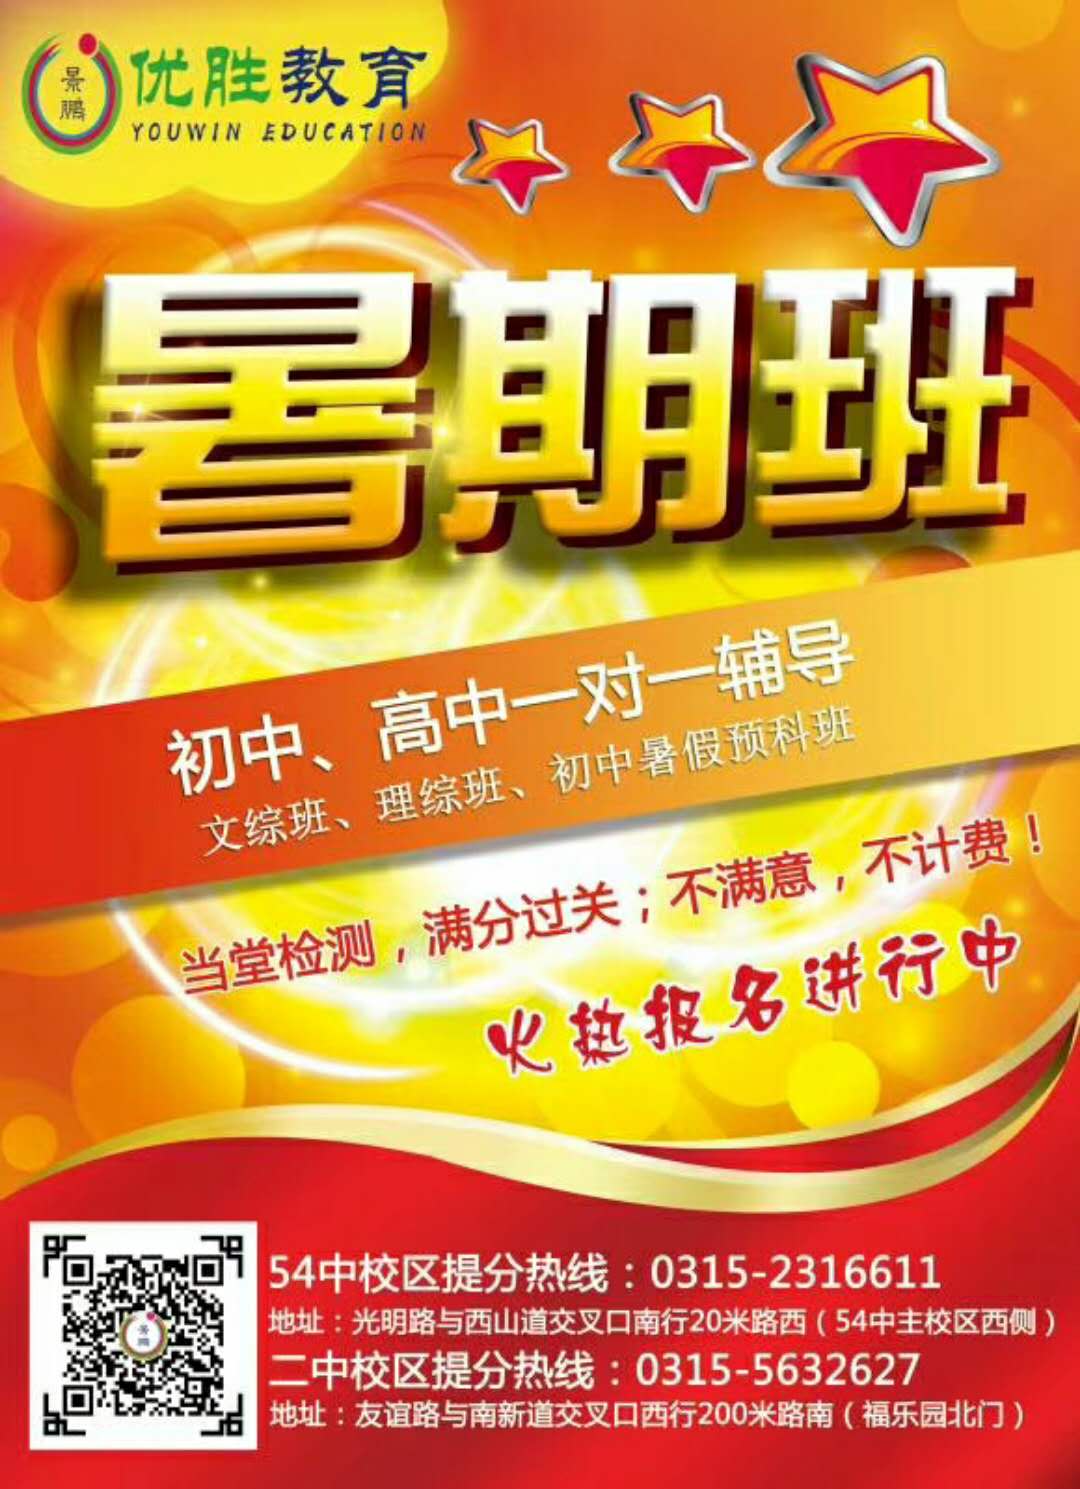 景鹏
优胜教育
YOUWIN EDUCATION
暑期班
初中、高中一对一辅导
文综班、理综班、初中暑假预科班
当堂检测，满分过关；不满意，不计费！
火热报名进行中
54中校区提分热线：0315-2316611
地址：光明路与西山道交叉口南行20米路西（54中主校区西侧）
二中校区提分热线：0315-5632627
地址：友谊路与南新道交叉口西行200米路南（福乐园北门）